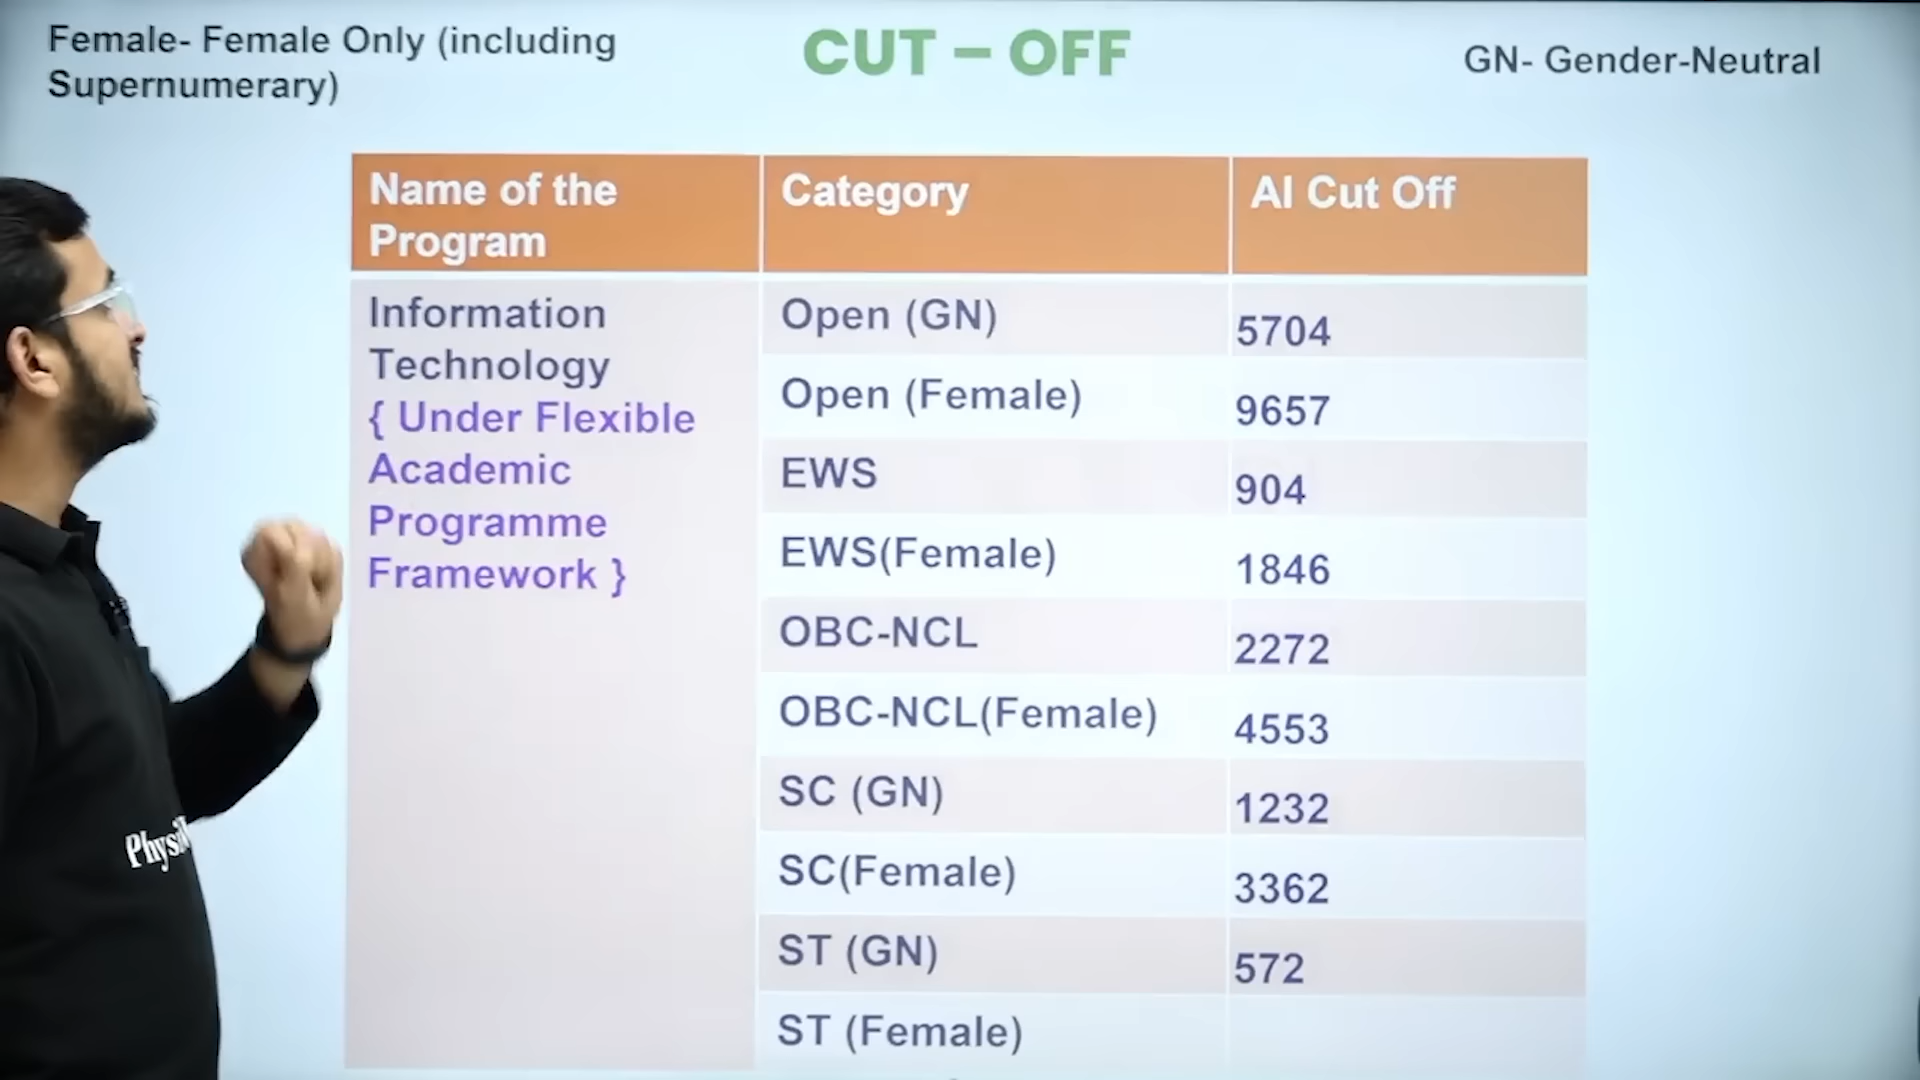 Female- Female Only (including
Supernumerary)
CUT – OFF
GN- Gender-Neutral
Name of the
Program
Category
AI Cut Off
Information
Technology
{ Under Flexible
Academic
Programme
Framework }
Open (GN)
5704
Open (Female)
9657
EWS
904
EWS(Female)
1846
OBC-NCL
2272
OBC-NCL(Female)
4553
SC (GN)
1232
SC(Female)
3362
ST (GN)
572
ST (Female)